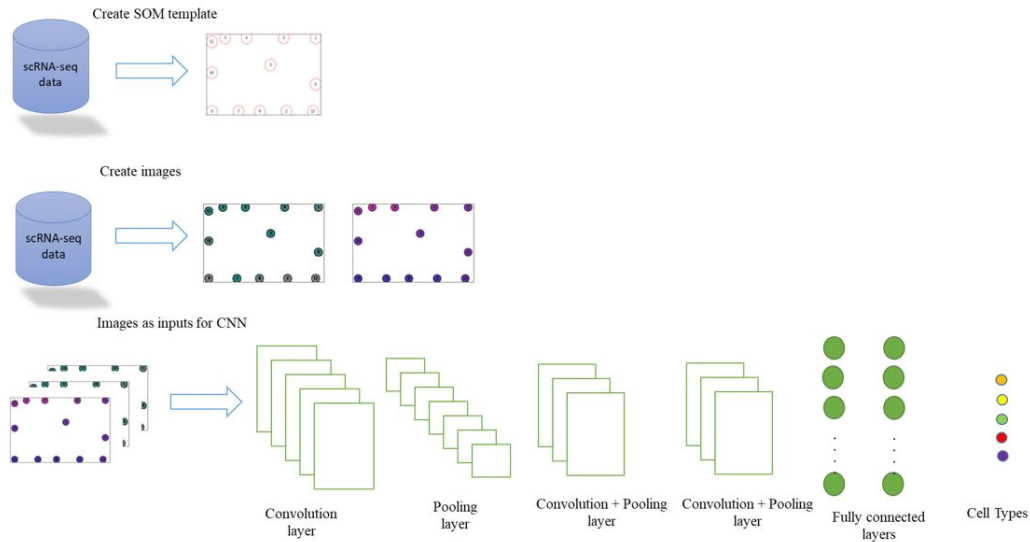 Create SOM template
scRNA-seq
data
Create images
scRNA-seq
data
Images as inputs for CNN
Convolution
layer
Pooling
layer
Convolution + Pooling
layer
Convolution + Pooling
layer
Fully connected
layers
Cell Types